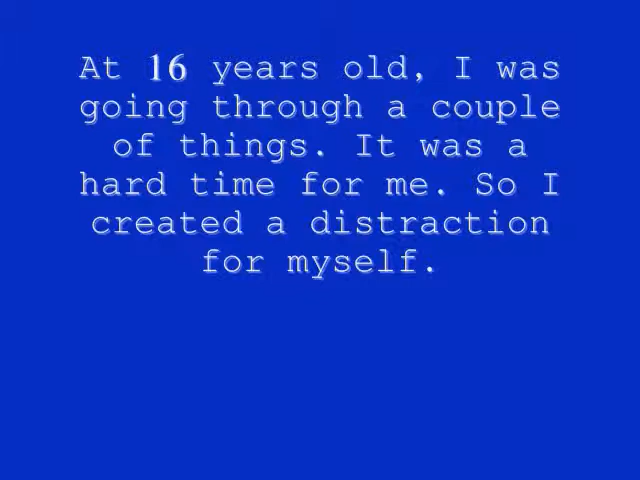 At 16 years old, I was
going through a couple
of things. It was a
hard time for me. So I
created a distraction
for myself.